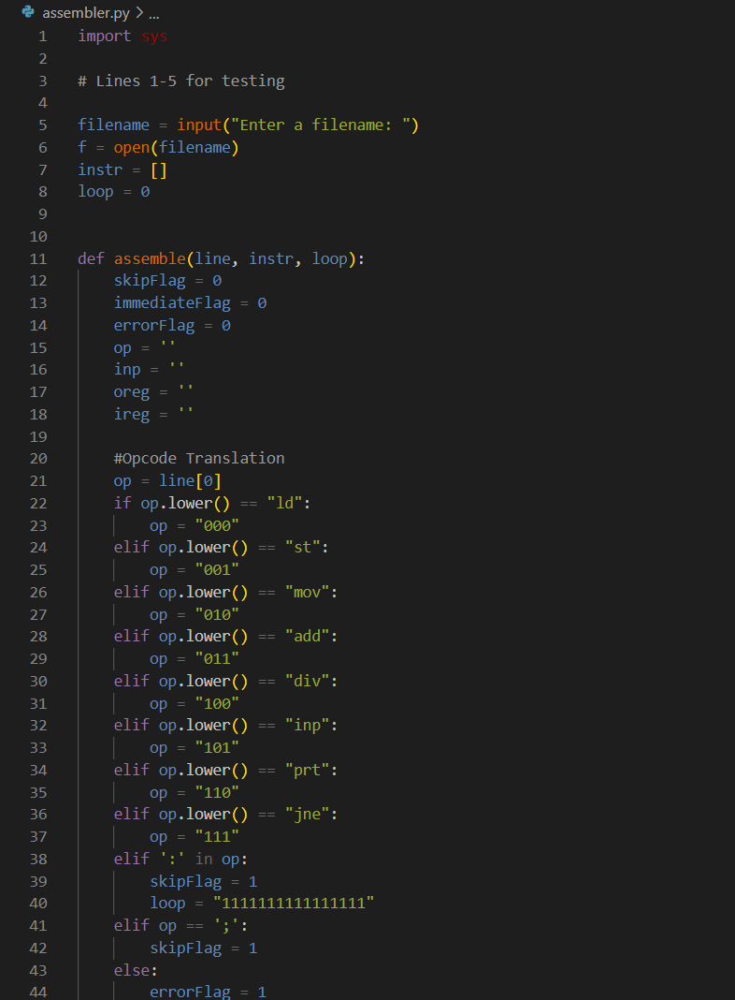 assembler.py > ...
1 import sys
2
3 # Lines 1-5 for testing
4
5 filename = input("Enter a filename: ")
6 f = open(filename)
7 instr = []
8 loop = 0
9
10
11 def assemble(line, instr, loop):
12     skipFlag = 0
13     immediateFlag = 0
14     errorFlag = 0
15     op = ''
16     inp = ''
17     oreg = ''
18     ireg = ''
19
20     #Opcode Translation
21     op = line[0]
22     if op.lower() == "ld":
23         op = "000"
24     elif op.lower() == "st":
25         op = "001"
26     elif op.lower() == "mov":
27         op = "010"
28     elif op.lower() == "add":
29         op = "011"
30     elif op.lower() == "div":
31         op = "100"
32     elif op.lower() == "inp":
33         op = "101"
34     elif op.lower() == "prt":
35         op = "110"
36     elif op.lower() == "jne":
37         op = "111"
38     elif ':' in op:
39         skipFlag = 1
40         loop = "1111111111111111"
41     elif op == ';':
42         skipFlag = 1
43     else:
44         errorFlag = 1